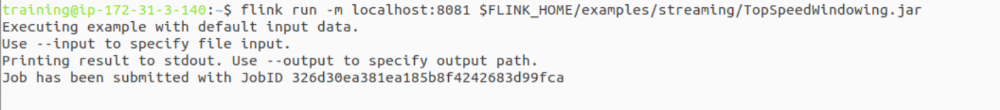 training@ip-172-31-3-140:~$ flink run -m localhost:8081 $FLINK_HOME/examples/streaming/TopSpeedWindowing.jar
Executing example with default input data.
Use --input to specify file input.
Printing result to stdout. Use --output to specify output path.
Job has been submitted with JobID 326d30ea381ea185b8f4242683d99fca